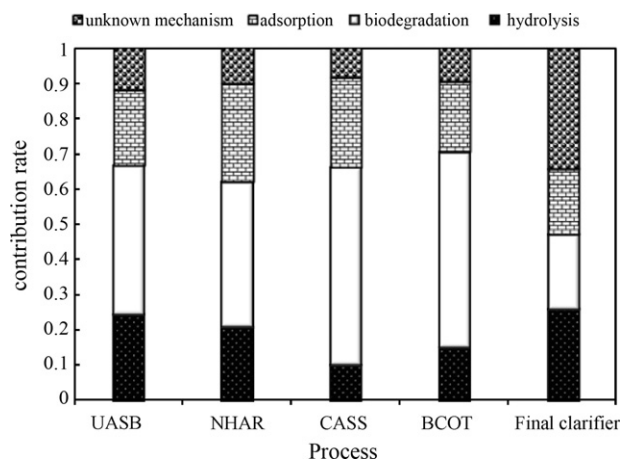 unknown mechanism adsorption biodegradation hydrolysis
1
0.9
0.8
0.7
0.6
0.5
0.4
0.3
0.2
0.1
0
contribution rate
UASB NHAR CASS BCOT Final clarifier
Process